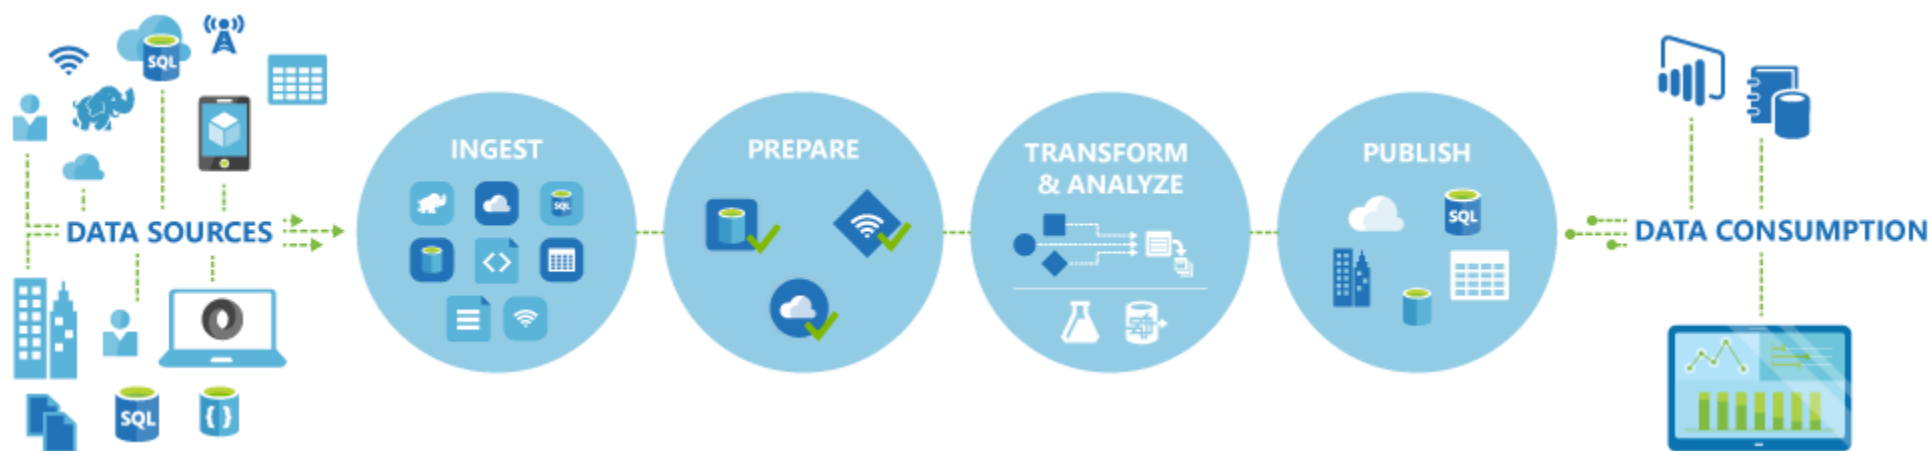 SQL
DATA SOURCES
SQL
{ }
INGEST
SQL
<>
PREPARE
TRANSFORM
& ANALYZE
PUBLISH
SQL
DATA CONSUMPTION